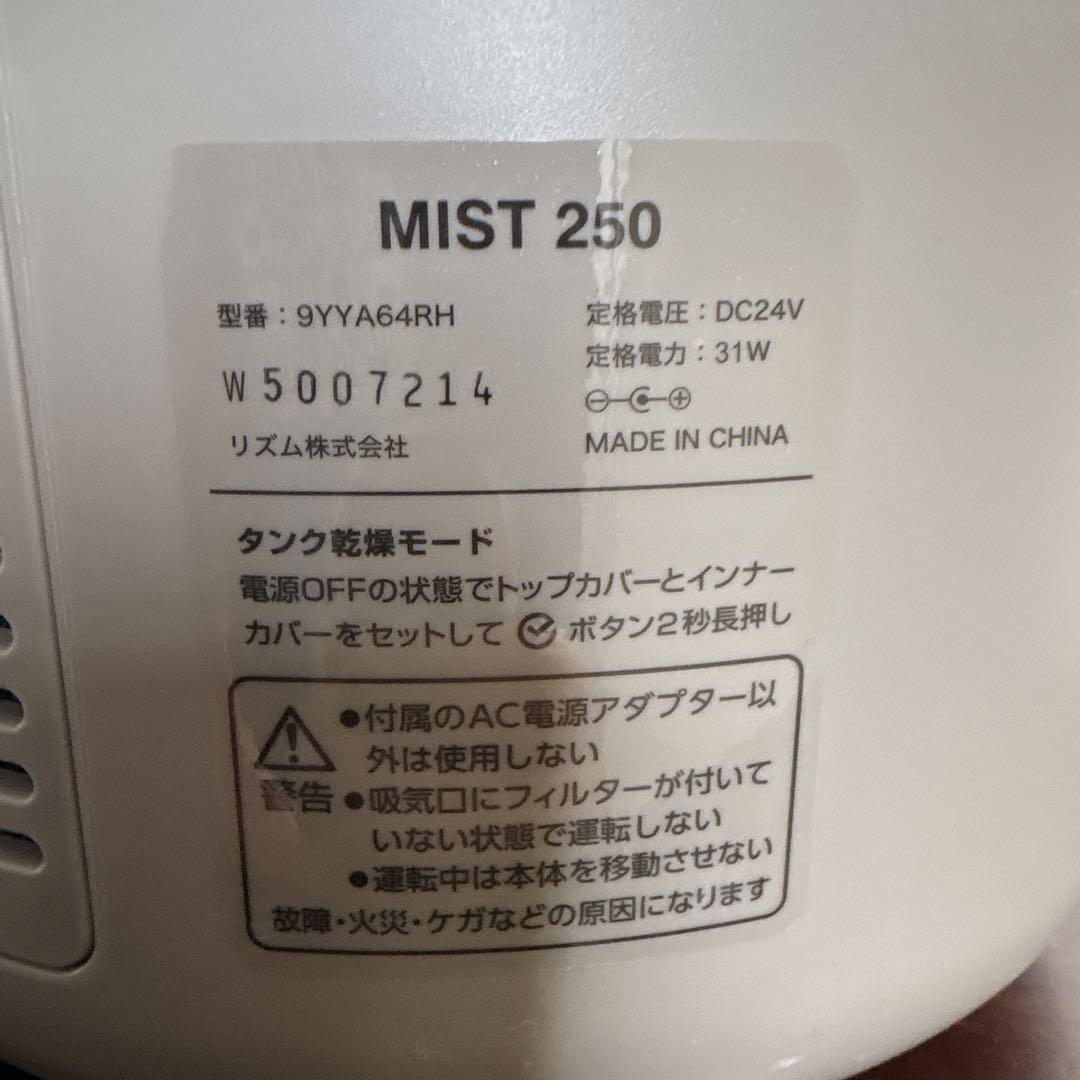 MIST 250
型番：9YYA64RH
定格電圧：DC24V
定格電力：31W
W5007214
リズム株式会社
MADE IN CHINA
タンク乾燥モード
電源OFFの状態でトップカバーとインナー
カバーをセットして ボタン2秒長押し
警告
●付属のAC電源アダプター以
外は使用しない
●吸気口にフィルターが付いて
いない状態で運転しない
●運転中は本体を移動させない
故障・火災・ケガなどの原因になります